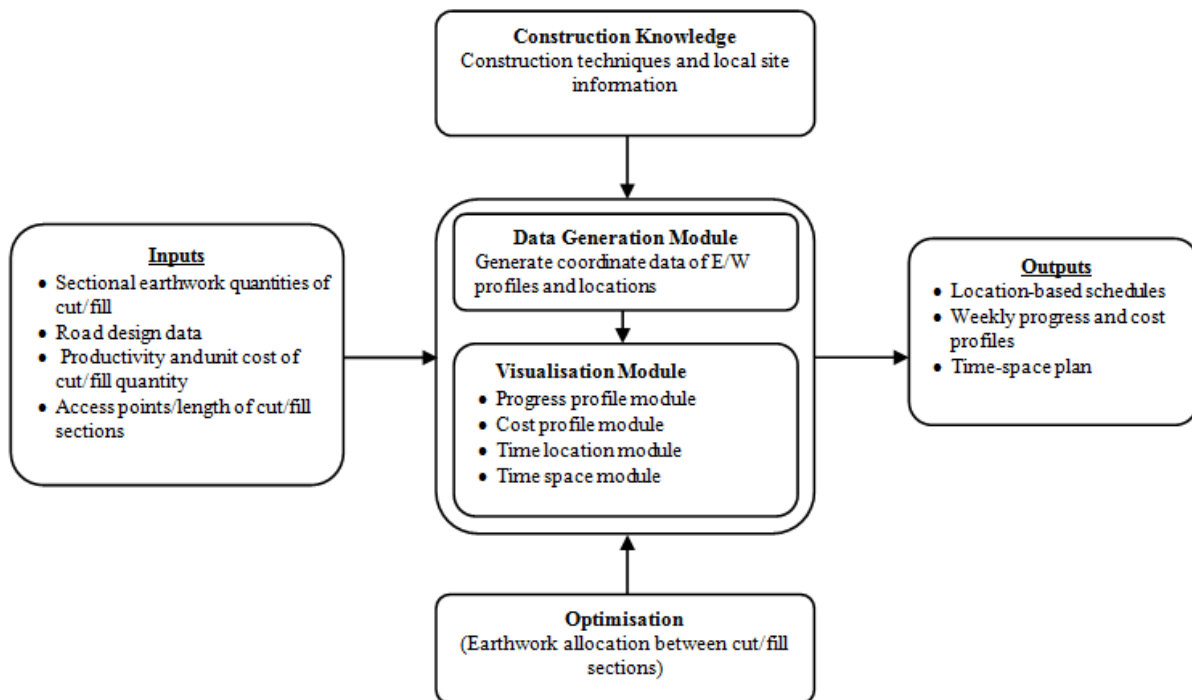 Construction Knowledge
Construction techniques and local site
information
Inputs
• Sectional earthwork quantities of
cut/fill
• Road design data
• Productivity and unit cost of
cut/fill quantity
• Access points/length of cut/fill
sections
Data Generation Module
Generate coordinate data of E/W
profiles and locations
Visualisation Module
• Progress profile module
• Cost profile module
• Time location module
• Time space module
Outputs
• Location-based schedules
• Weekly progress and cost
profiles
• Time-space plan
Optimisation
(Earthwork allocation between cut/fill
sections)